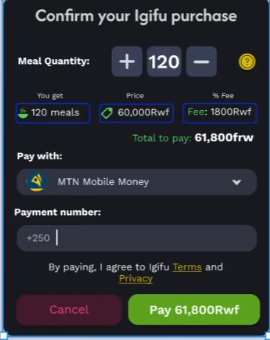 Confirm your Igifu purchase
Meal Quantity: + 120 −
You get Price % Fee
120 meals 60,000Rwf Fee: 1800Rwf
Total to pay: 61,800frw
Pay with:
MTN Mobile Money
Payment number:
+250
By paying, I agree to Igifu Terms and
Privacy
Cancel Pay 61,800Rwf